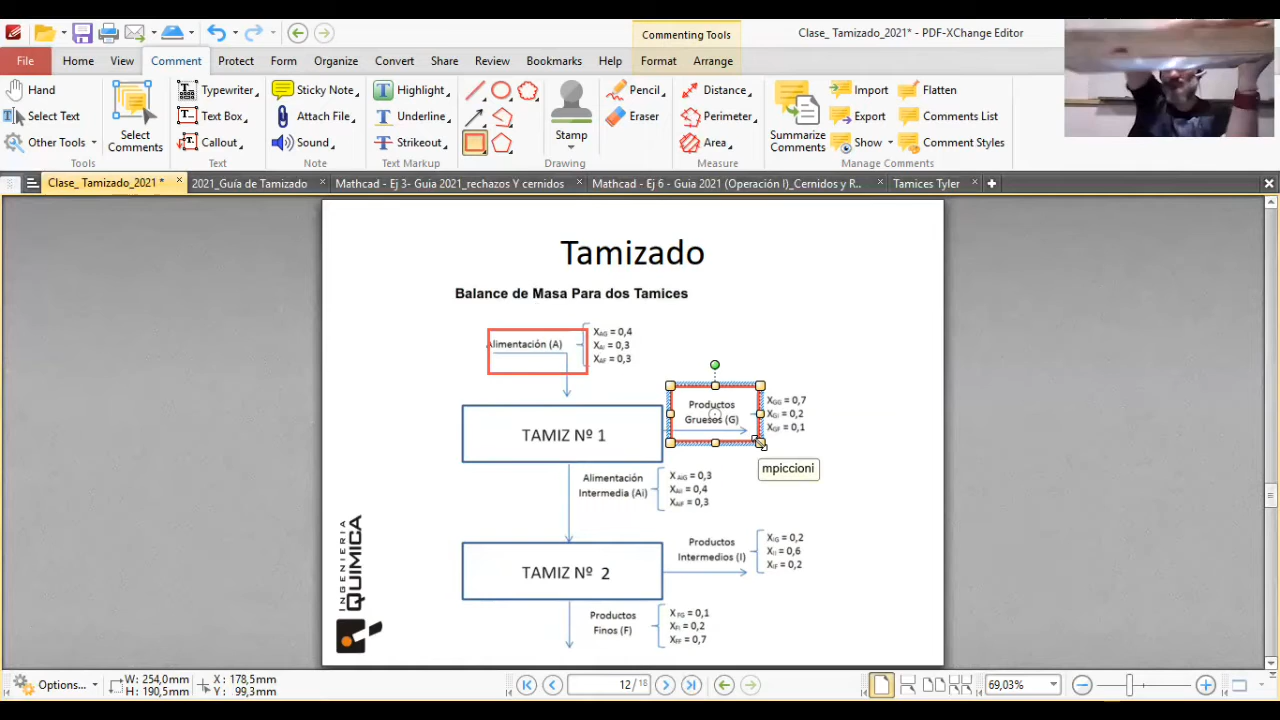 Commenting Tools
Clase_ Tamizado_2021* - PDF-XChange Editor
File Home View Comment Protect Form Organize Convert Share Review Bookmarks Help Format Arrange
Hand
Select Text
Other Tools
Select Comments
Typewriter
Text Box
Callout
Sticky Note
Attach File
Sound
Highlight
Underline
Strikeout
Stamp
Pencil
Eraser
Distance
Perimeter
Area
Summarize Comments
Import
Export
Show
Flatten
Comments List
Comment Styles
Tools Text Note Text Markup Drawing Measure Manage Comments
Clase_ Tamizado_2021 * 2021_Guía de Tamizado Mathcad - Ej 3- Guia 2021_rechazos Y cernidos Mathcad - Ej 6 - Guia 2021 (Operación I)_Cernidos y R... Tamices Tyler
Tamizado
Balance de Masa Para dos Tamices
Alimentación (A)
XAG = 0,4
XAI = 0,3
XAF = 0,3
Productos
Gruesos (G)
XGG = 0,7
XGI = 0,2
XGF = 0,1
TAMIZ Nº 1
mpiccioni
Alimentación
Intermedia (Ai)
XAiG = 0,3
XAiI = 0,4
XAiF = 0,3
Productos
Intermedios (I)
XIG = 0,2
XII = 0,6
XIF = 0,2
TAMIZ Nº 2
Productos
Finos (F)
XFG = 0,1
XFI = 0,2
XFF = 0,7
INGENIERIA
QUIMICA
Options...
W: 254,0mm
H: 190,5mm
X: 178,5mm
Y: 99,3mm
12 / 18
69,03%